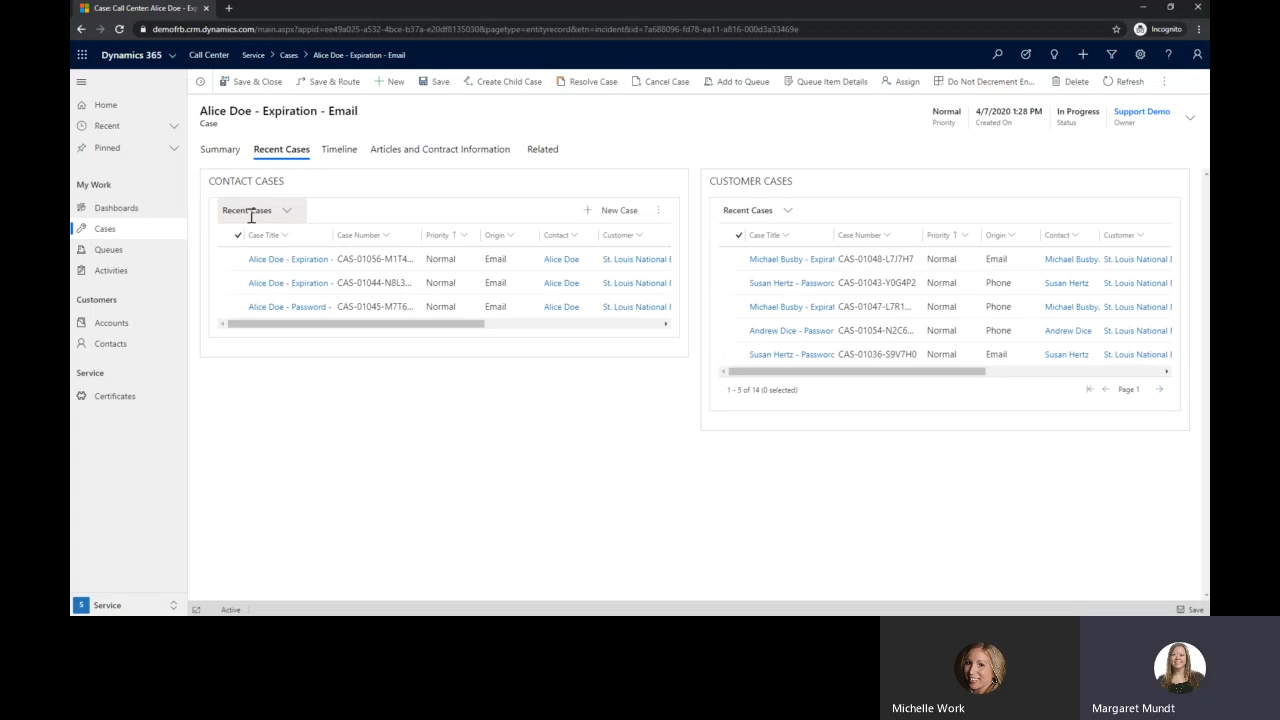 Case: Call Center: Alice Doe - Exp
demofrb.crm.dynamics.com/main.aspx?appid=ee49a025-a532-4bce-b37a-e20df8135030&pagetype=entityrecord&etn=incident&id=7a688096-fd78-ea11-a816-000d3a33469e
Incognito
Dynamics 365 Call Center Service > Cases > Alice Doe - Expiration - Email
Save & Close Save & Route New Save Create Child Case Resolve Case Cancel Case Add to Queue Queue Item Details Assign Do Not Decrement En... Delete Refresh
Home
Recent
Pinned
My Work
Dashboards
Cases
Queues
Activities
Customers
Accounts
Contacts
Service
Certificates
S Service
Alice Doe - Expiration - Email
Case
Normal 4/7/2020 1:28 PM In Progress Support Demo
Priority Created On Status Owner
Summary Recent Cases Timeline Articles and Contract Information Related
CONTACT CASES
Recent Cases
New Case
Case Title Case Number Priority Origin Contact Customer
Alice Doe - Expiration - CAS-01056-M1T4... Normal Email Alice Doe St. Louis National
Alice Doe - Expiration - CAS-01044-N8L3... Normal Email Alice Doe St. Louis National
Alice Doe - Password - CAS-01045-M7T6... Normal Email Alice Doe St. Louis National
CUSTOMER CASES
Recent Cases
Case Title Case Number Priority Origin Contact Customer
Michael Busby - Expirat CAS-01048-L7J7H7 Normal Email Michael Busby. St. Louis National
Susan Hertz - Passworc CAS-01043-Y0G4P2 Normal Phone Susan Hertz St. Louis National
Michael Busby - Expirat CAS-01047-L7R1... Normal Phone Michael Busby. St. Louis National
Andrew Dice - Passwor CAS-01054-N2C6... Normal Phone Andrew Dice St. Louis National
Susan Hertz - Passworc CAS-01036-S9V7H0 Normal Email Susan Hertz St. Louis National
1 - 5 of 14 (0 selected)
Page 1
Active
Save
Michelle Work
Margaret Mundt